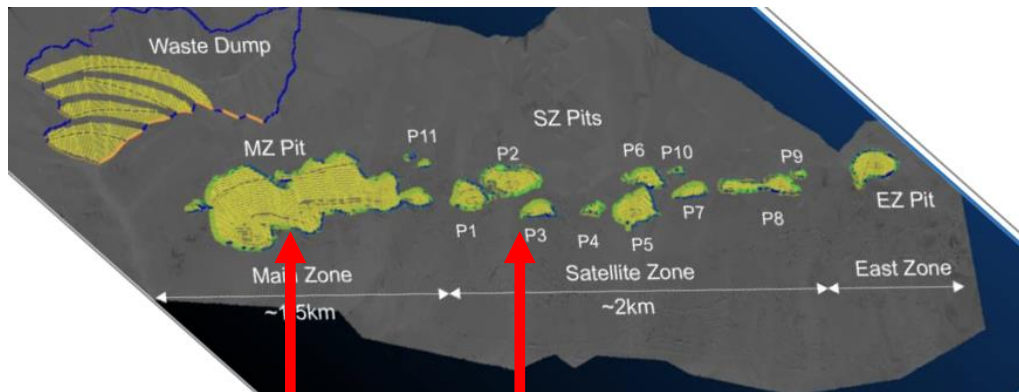 Waste Dump
MZ Pit
P11
SZ Pits
P2
P6
P10
P9
P1
P3
P4
P5
P7
P8
EZ Pit
Main Zone
Satellite Zone
East Zone
~2km